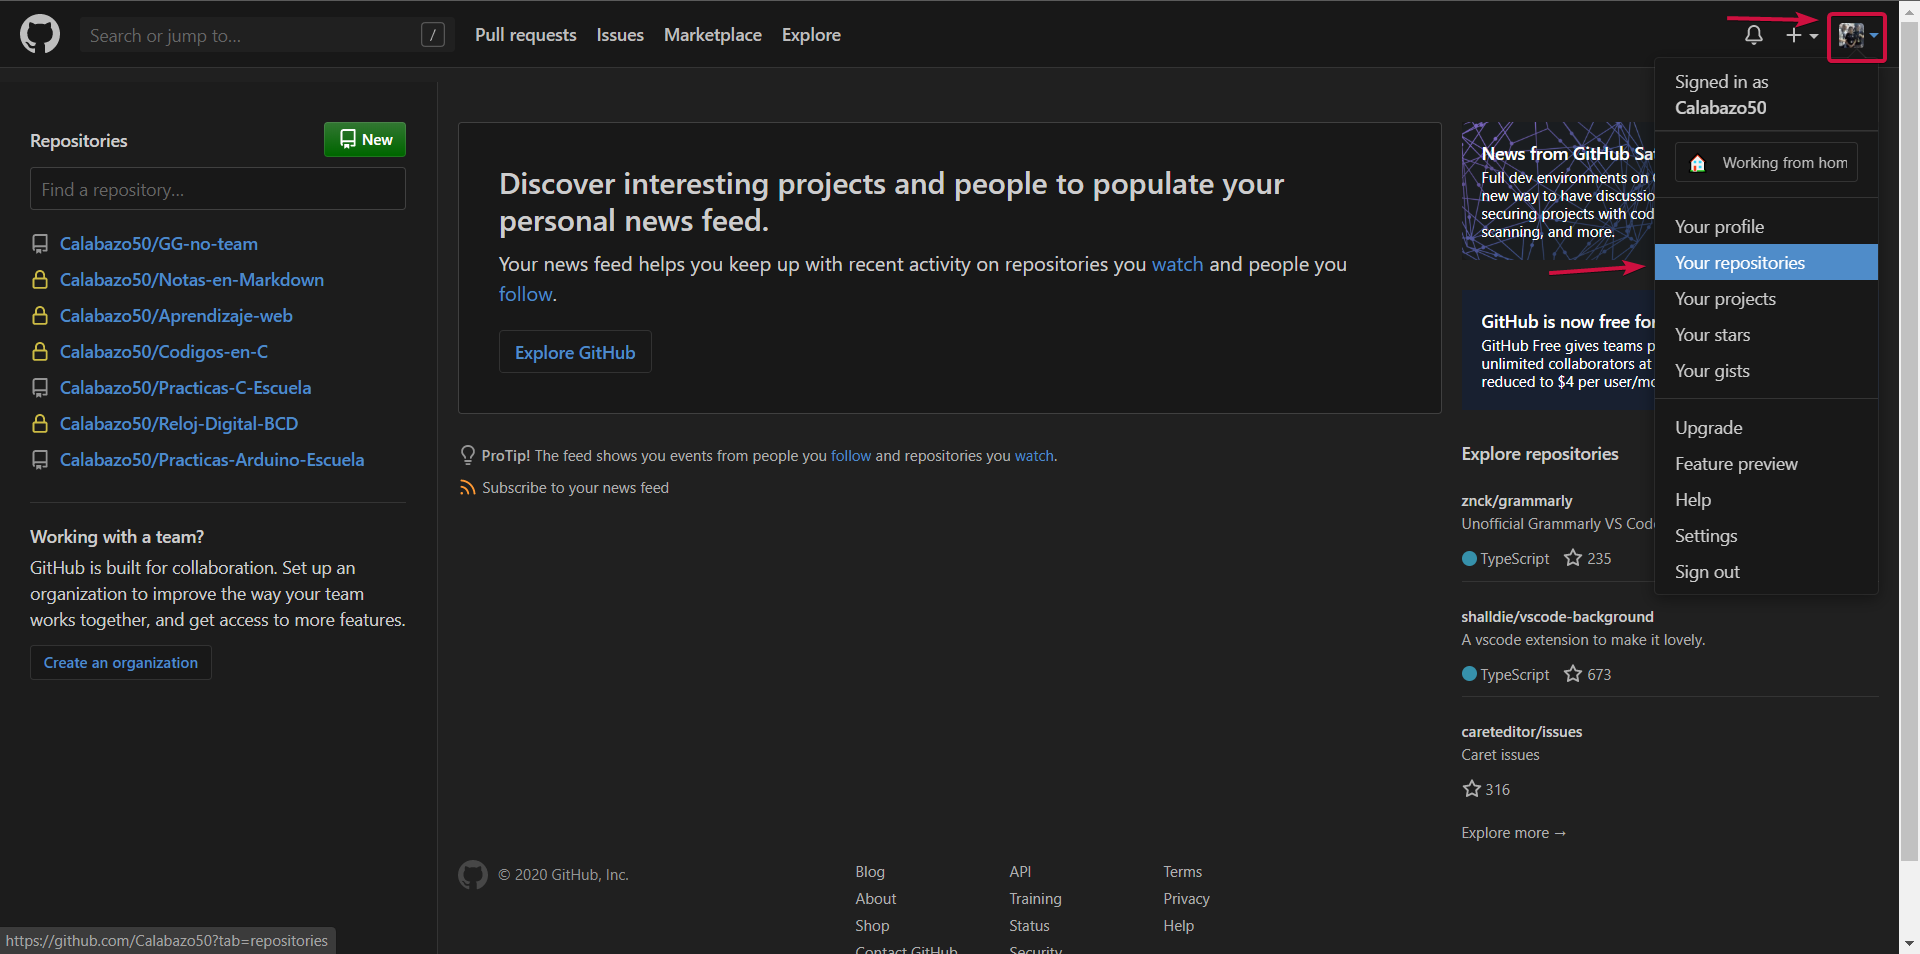 Search or jump to...
/
Pull requests
Issues
Marketplace
Explore
Repositories
New
Find a repository...
Calabazo50/GG-no-team
Calabazo50/Notas-en-Markdown
Calabazo50/Aprendizaje-web
Calabazo50/Codigos-en-C
Calabazo50/Practicas-C-Escuela
Calabazo50/Reloj-Digital-BCD
Calabazo50/Practicas-Arduino-Escuela
Working with a team?
GitHub is built for collaboration. Set up an
organization to improve the way your team
works together, and get access to more features.
Create an organization
Discover interesting projects and people to populate your
personal news feed.
Your news feed helps you keep up with recent activity on repositories you watch and people you
follow.
Explore GitHub
ProTip! The feed shows you events from people you follow and repositories you watch.
Subscribe to your news feed
News from GitHub Sat
Full dev environments on
new way to have discussio
securing projects with cod
scanning, and more.
GitHub is now free for
GitHub Free gives teams p
unlimited collaborators at
reduced to $4 per user/mo
Explore repositories
znck/grammarly
Unofficial Grammarly VS Code
TypeScript 235
shalldie/vscode-background
A vscode extension to make it lovely.
TypeScript 673
careteditor/issues
Caret issues
316
Explore more →
Signed in as
Calabazo50
Working from hom
Your profile
Your repositories
Your projects
Your stars
Your gists
Upgrade
Feature preview
Help
Settings
Sign out
© 2020 GitHub, Inc.
Blog
About
Shop
Contact GitHub
API
Training
Status
Security
Terms
Privacy
Help
https://github.com/Calabazo50?tab=repositories